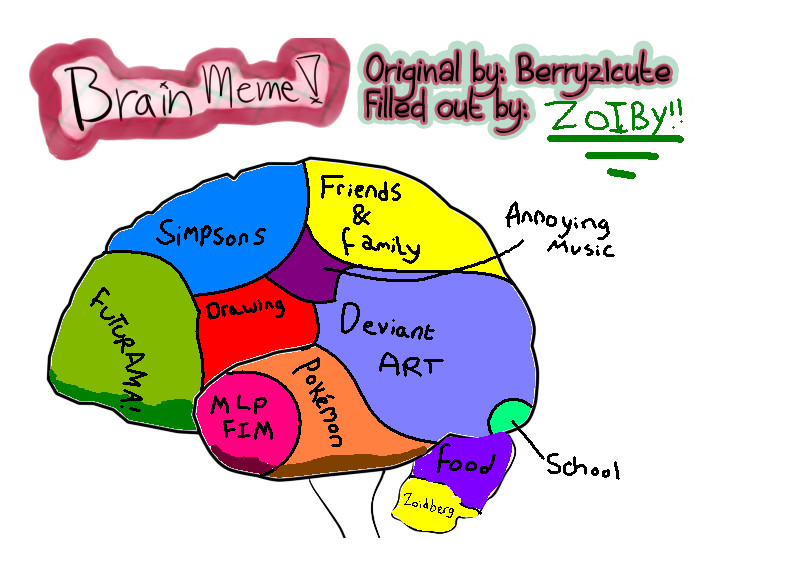 Brain Meme!
Original by: Berry21cute
Filled out by: ZOIBY!!
Simpsons
Friends
&
family
Annoying
Music
FUTURAMA!!
Drawing
Deviant
ART
MLP
FIM
Pokémon
food
School
Zoidberg